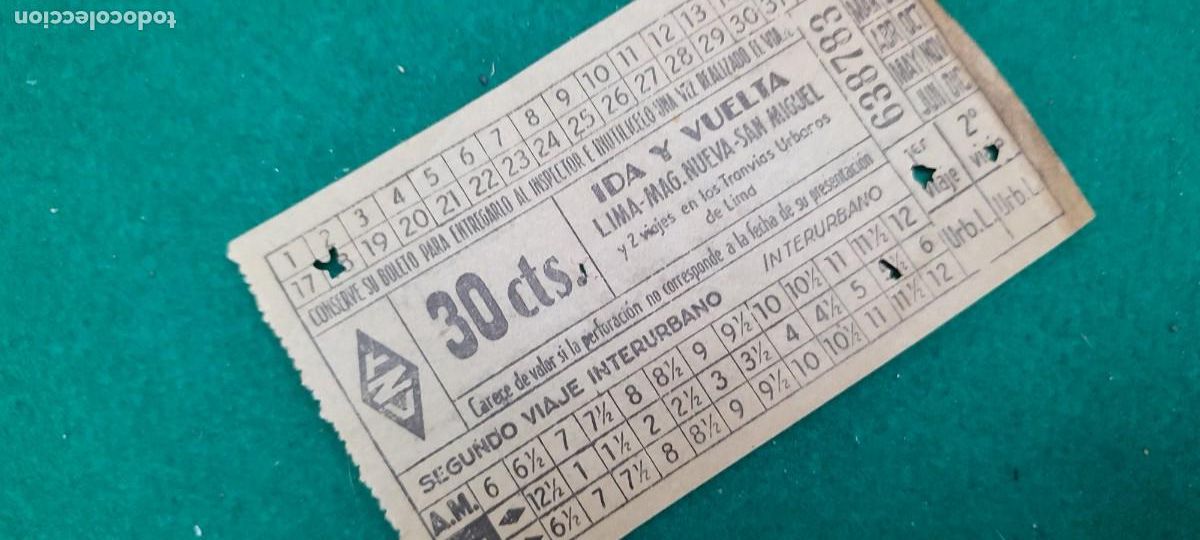 todocoleccion
1 2 3 4 5 6 7 8 9 10 11 12 13
17 19 20 21 22 23 24 25 26 27 28 29 30 31
CONSERVE SU BOLETO PARA ENTREGARLO AL INSPECTOR E INUTILICELO UNA VEZ REALIZADO EL
30 cts.
IDA Y VUELTA
LIMA-MAG. NUEVA-SAN MIGUEL
y 2 viajes en los Tranvías Urbanos
de Lima
Carece de valor si la perforación no corresponde a la fecha de su presentación
638783
ABR OCT
MAY NOV
JUN DIC
1er viaje
2º viaje
Urb. L. Urb. L.
SEGUNDO VIAJE INTERURBANO INTERURBANO
A.M. 6 6½ 7 7½ 8 8½ 9 9½ 10 10½ 11 11½ 12
12½ 1 1½ 2 2½ 3 3½ 4 4½ 5 6
6½ 7 7½ 8 8½ 9 9½ 10 10½ 11 11½ 12